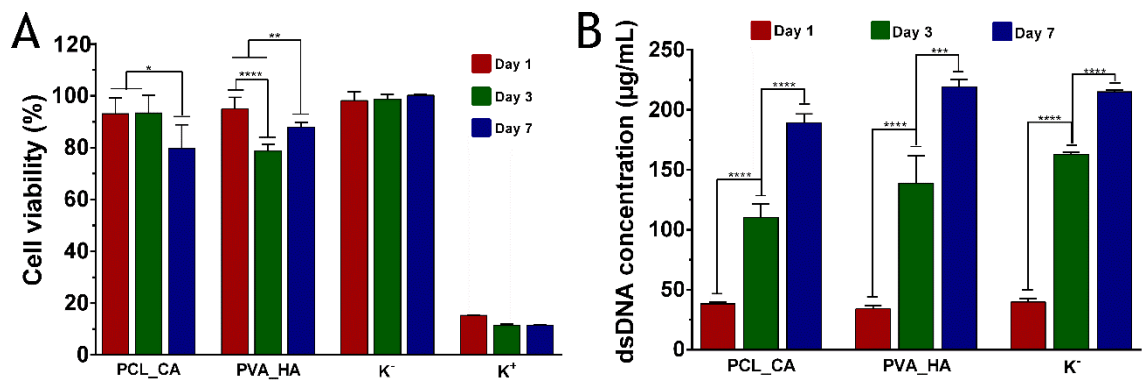 A
Cell viability (%)
120
100
80
60
40
20
0
*
**
****
Day 1
Day 3
Day 7
PCL_CA
PVA_HA
K⁻
K⁺
B
Day 1
Day 3
Day 7
dsDNA concentration (µg/mL)
250
200
150
100
50
0
****
****
****
***
****
****
PCL_CA
PVA_HA
K⁻